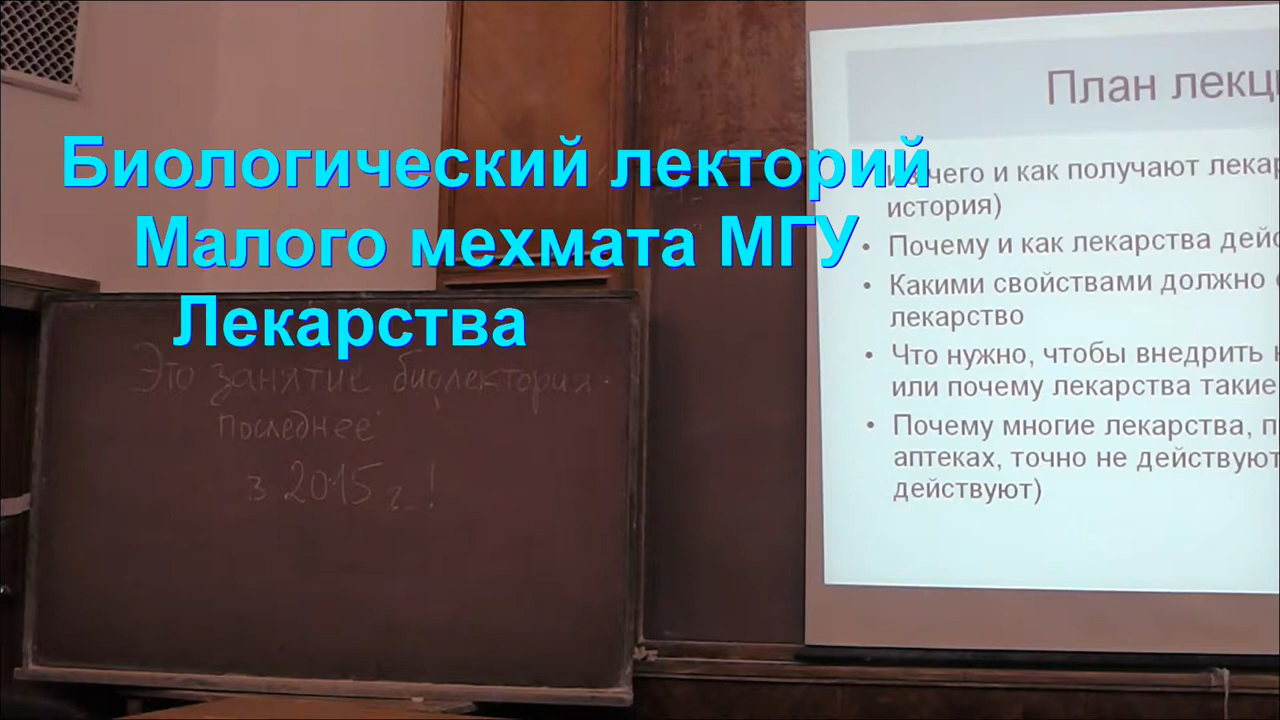 Биологический лекторий
Малого мехмата МГУ
Лекарства
Это занятие биолектория
последнее
в 2015 г.!
План лекц
Из чего и как получают лекар
история)
• Почему и как лекарства дейс
• Какими свойствами должно
лекарство
• Что нужно, чтобы внедрить
или почему лекарства такие
• Почему многие лекарства, п
аптеках, точно не действуют
действуют)